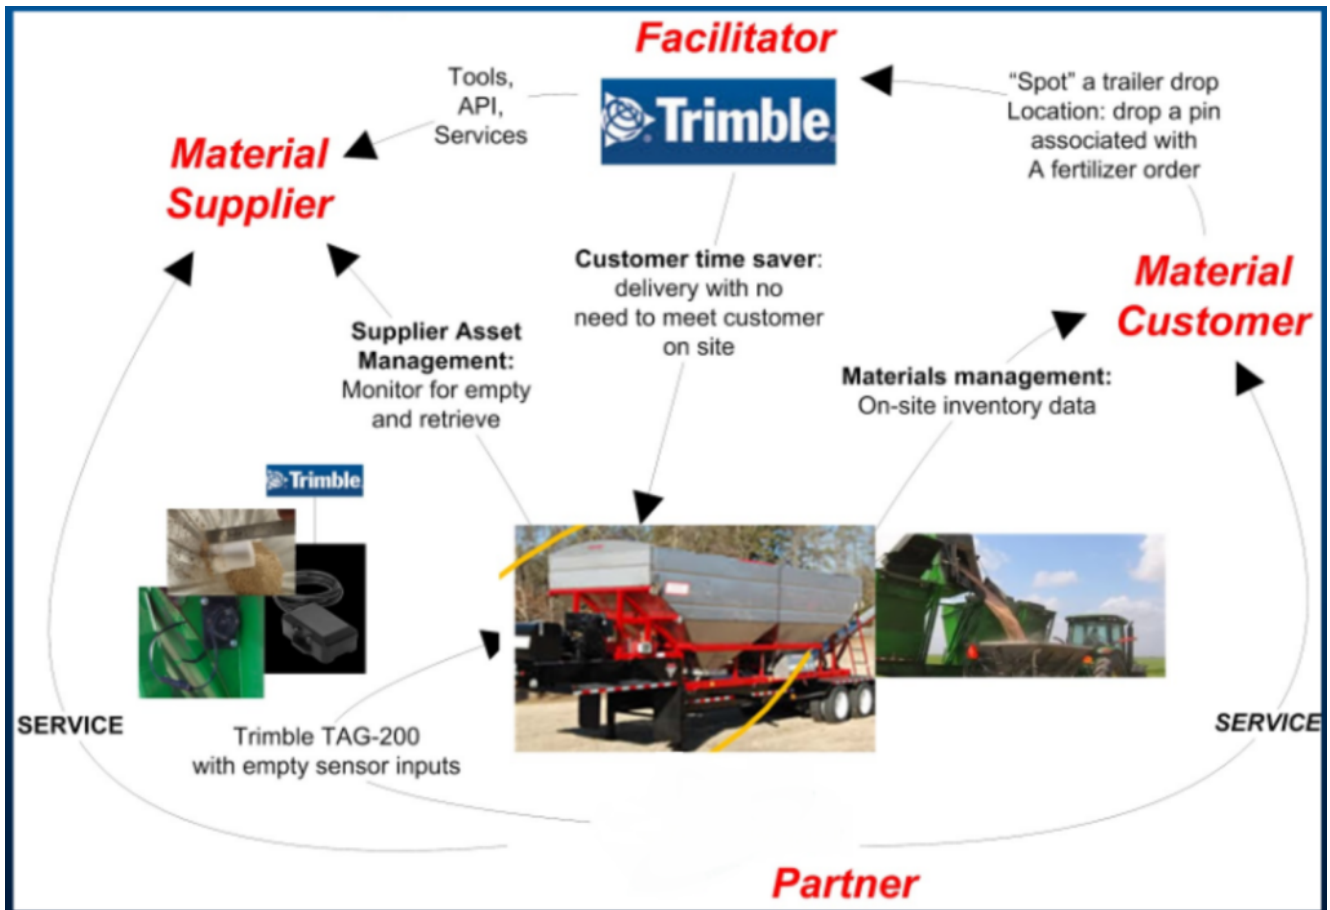 Facilitator
Trimble
Tools,
API,
Services
"Spot" a trailer drop
Location: drop a pin
associated with
A fertilizer order
Material
Supplier
Customer time saver:
delivery with no
need to meet customer
on site
Material
Customer
Supplier Asset
Management:
Monitor for empty
and retrieve
Materials management:
On-site inventory data
Trimble
SERVICE
Trimble TAG-200
with empty sensor inputs
SERVICE
Partner